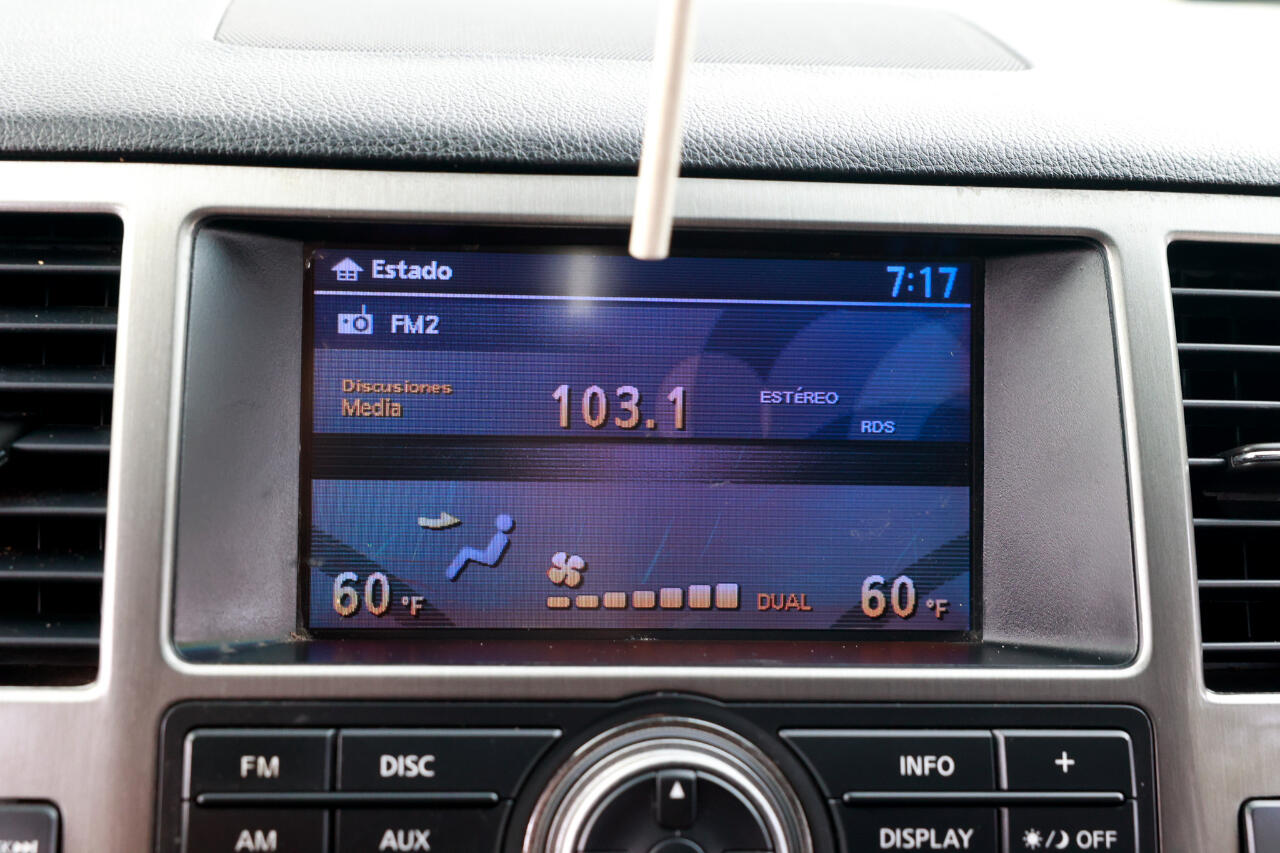 Estado 7:17
FM2
Discusiones
Media 103.1 ESTÉREO
RDS
60 °F DUAL 60 °F
FM DISC INFO +
AM AUX DISPLAY OFF